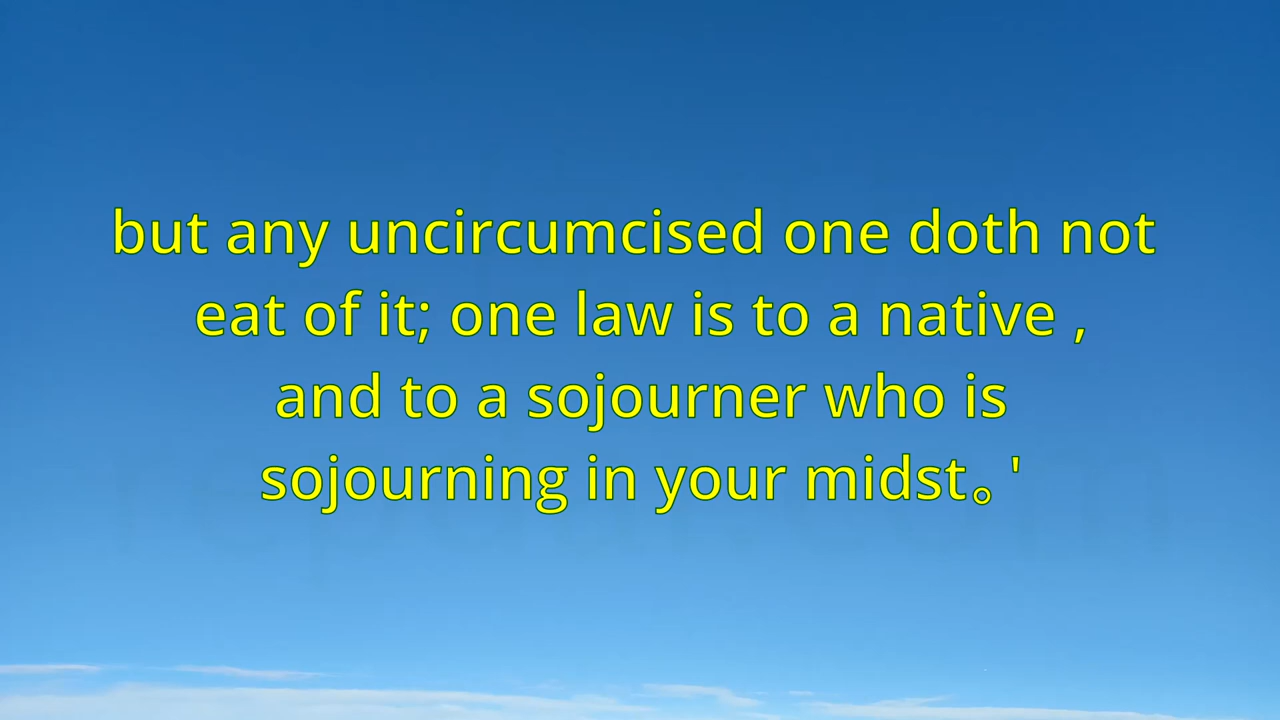 but any uncircumcised one doth not
eat of it; one law is to a native ,
and to a sojourner who is
sojourning in your midst。'